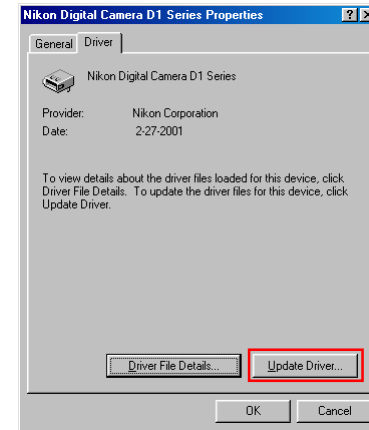 Nikon Digital Camera D1 Series Properties
General Driver
Nikon Digital Camera D1 Series
Provider: Nikon Corporation
Date: 2-27-2001
To view details about the driver files loaded for this device, click
Driver File Details. To update the driver files for this device, click
Update Driver.
Driver File Details... Update Driver...
OK Cancel